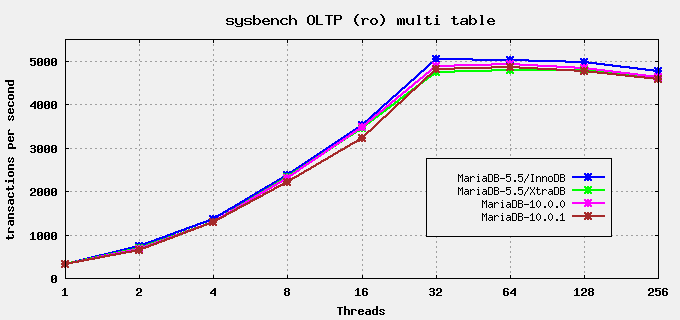 sysbench OLTP (ro) multi table
transactions per second
5000
4000
3000
2000
1000
0
MariaDB-5.5/InnoDB
MariaDB-5.5/XtraDB
MariaDB-10.0.0
MariaDB-10.0.1
1 2 4 8 16 32 64 128 256
Threads